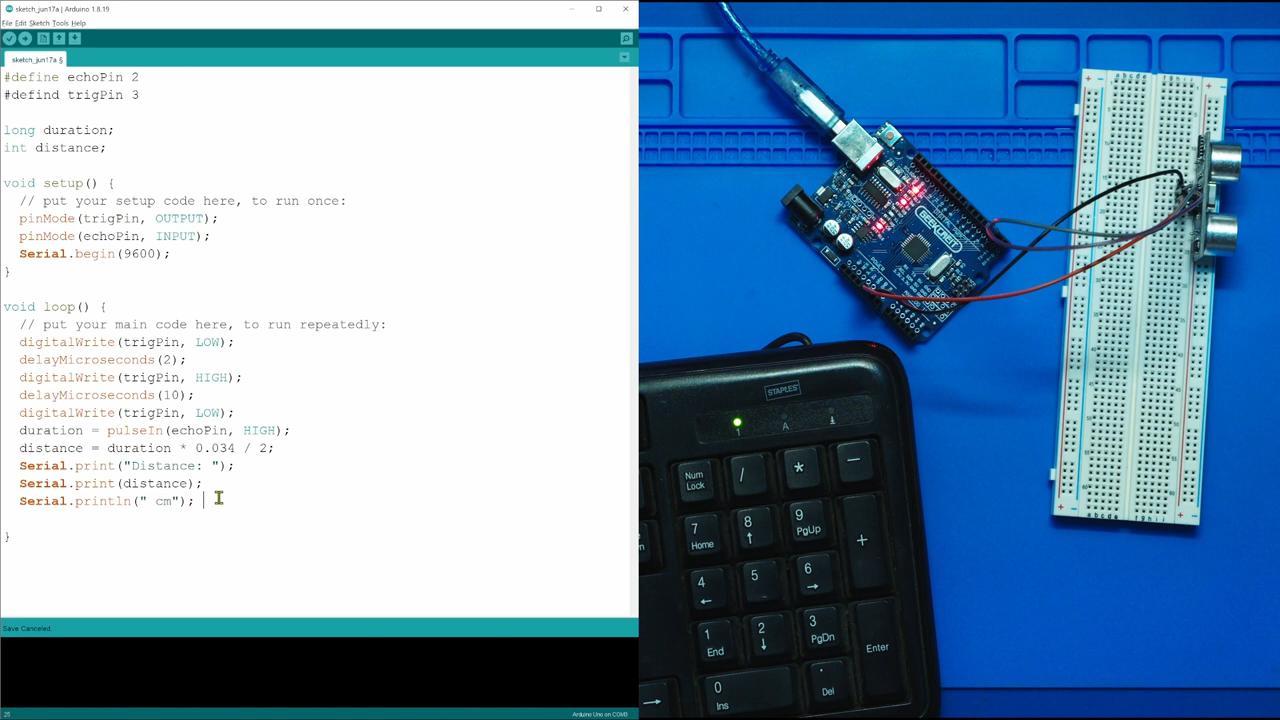 sketch_jun17a | Arduino 1.8.19
File Edit Sketch Tools Help
sketch_jun17a §
#define echoPin 2
#defind trigPin 3
long duration;
int distance;
void setup() {
// put your setup code here, to run once:
pinMode(trigPin, OUTPUT);
pinMode(echoPin, INPUT);
Serial.begin(9600);
}
void loop() {
// put your main code here, to run repeatedly:
digitalWrite(trigPin, LOW);
delayMicroseconds(2);
digitalWrite(trigPin, HIGH);
delayMicroseconds(10);
digitalWrite(trigPin, LOW);
duration = pulseIn(echoPin, HIGH);
distance = duration * 0.034 / 2;
Serial.print("Distance: ");
Serial.print(distance);
Serial.println(" cm");
}
Save Canceled.
25
Arduino Uno on COM3
GEEKCREIT
STAPLES
1 A
Num Lock / * −
7 Home 8 ↑ 9 PgUp +
4 ← 5 6 →
1 End 2 ↓ 3 PgDn Enter
0 Ins . Del